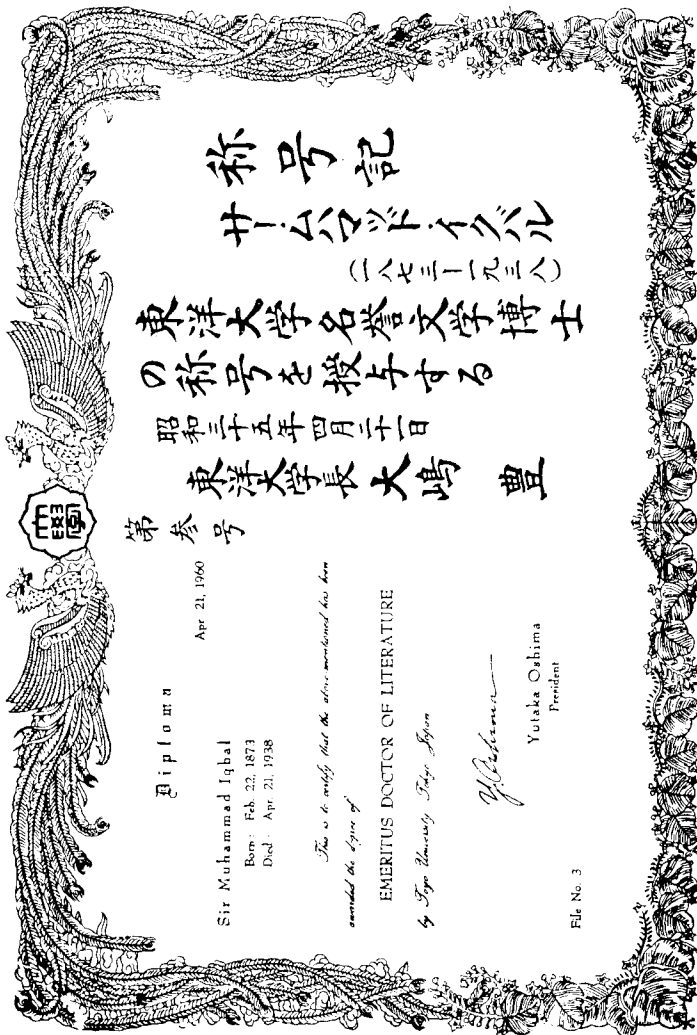 称号記
サー・ムハマッド・イクバル
(一八七三ー一九三八)
東洋大学名誉文学博士
の称号を授与する
昭和三十五年四月二十一日
東洋大学長 大嶋 豊
第参号
Apr 21, 1960
Diploma
Sir Muhammad Iqbal
Born: Feb. 22, 1873
Died: Apr. 21, 1938
This is to certify that the above mentioned has been
awarded the degree of
EMERITUS DOCTOR OF LITERATURE
by Toyo University Tokyo Japan
Y. Oshima
Yutaka Oshima
President
File No. 3